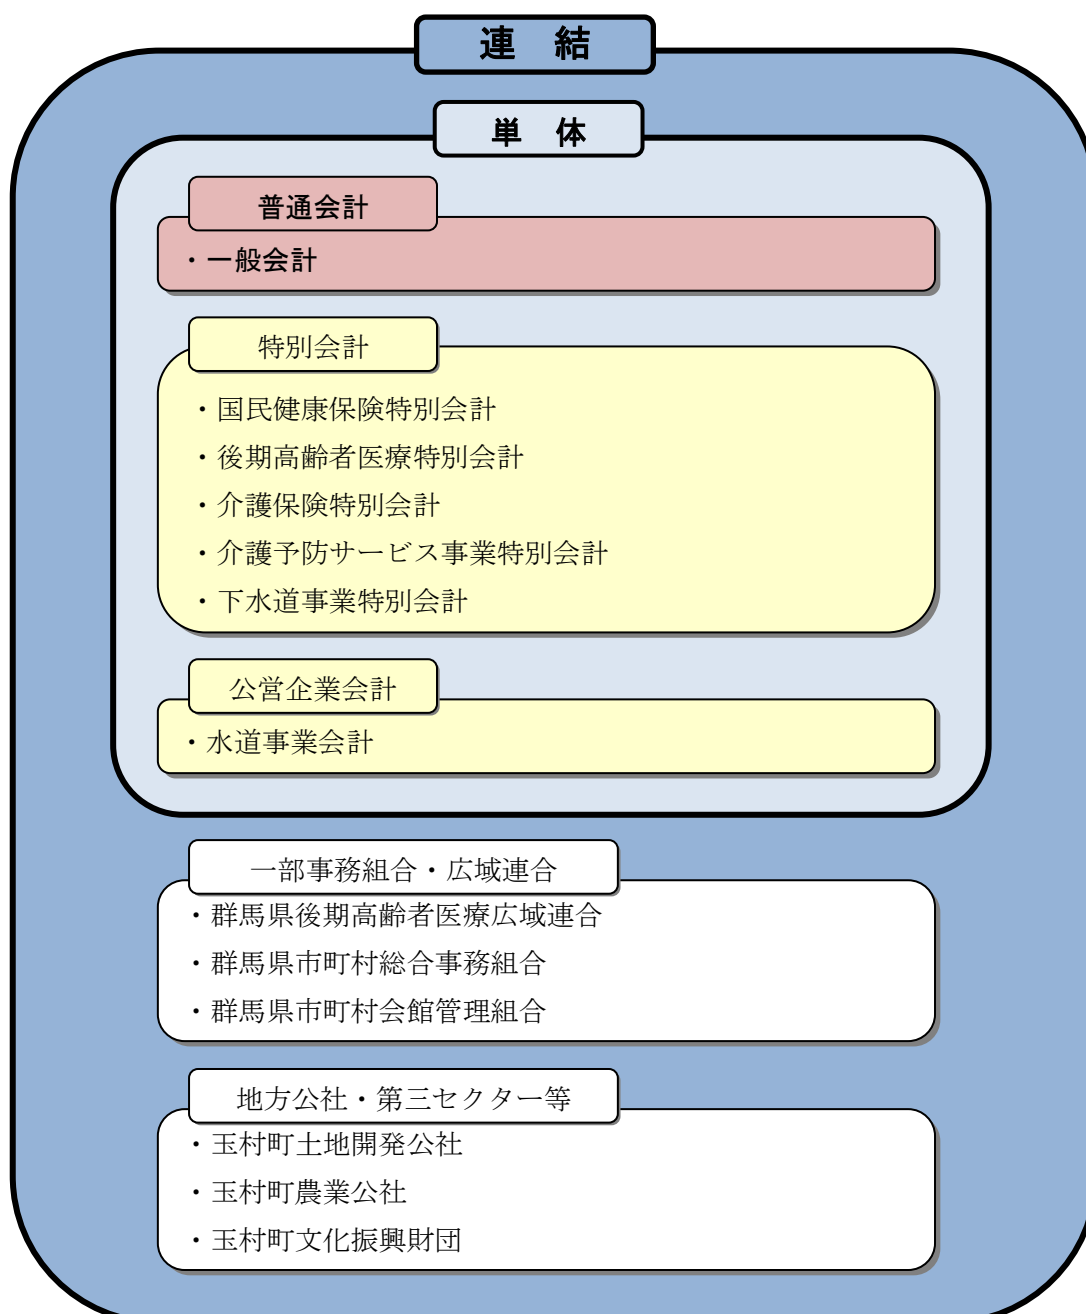 連　結
単　体
普通会計
・一般会計
特別会計
・国民健康保険特別会計
・後期高齢者医療特別会計
・介護保険特別会計
・介護予防サービス事業特別会計
・下水道事業特別会計
公営企業会計
・水道事業会計
一部事務組合・広域連合
・群馬県後期高齢者医療広域連合
・群馬県市町村総合事務組合
・群馬県市町村会館管理組合
地方公社・第三セクター等
・玉村町土地開発公社
・玉村町農業公社
・玉村町文化振興財団